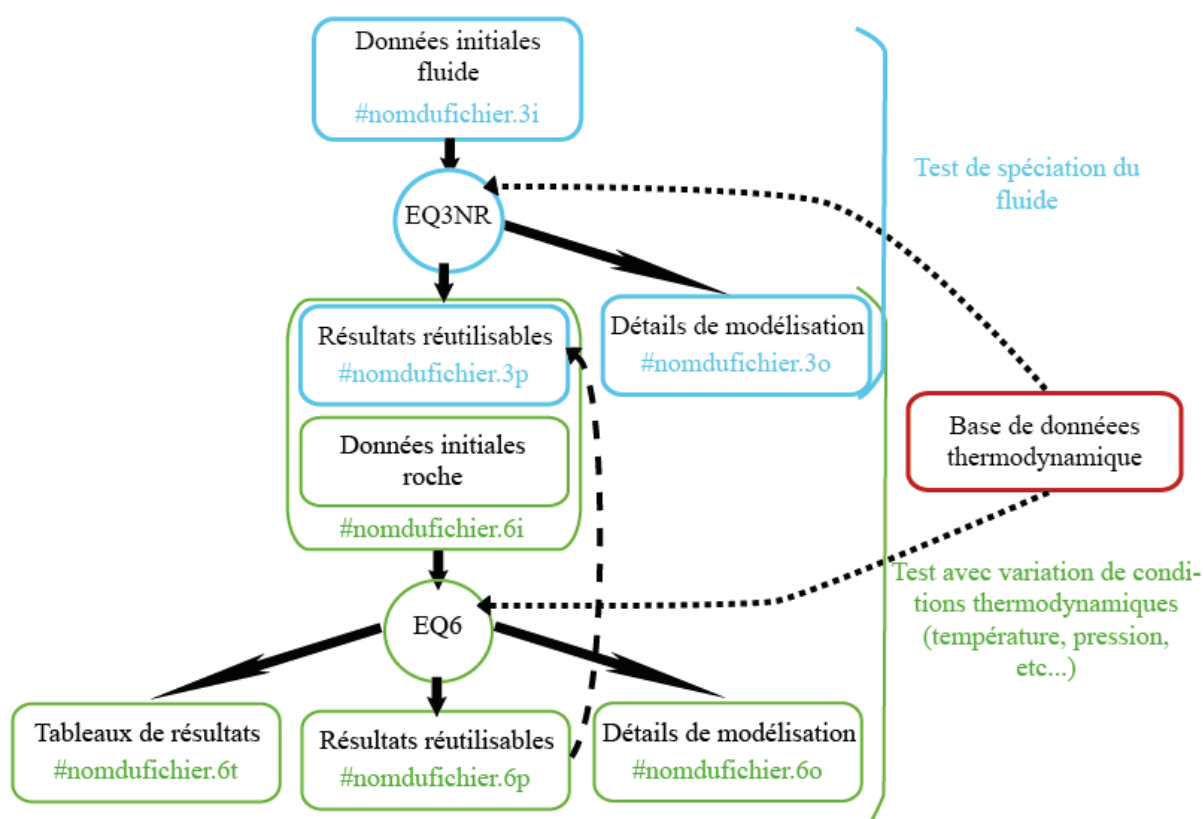 Données initiales
fluide
#nomdufichier.3i
Test de spéciation du
fluide
EQ3NR
Résultats réutilisables
#nomdufichier.3p
Détails de modélisation
#nomdufichier.3o
Base de donnéees
thermodynamique
Données initiales
roche
#nomdufichier.6i
Test avec variation de condi-
tions thermodynamiques
(température, pression,
etc...)
EQ6
Tableaux de résultats
#nomdufichier.6t
Résultats réutilisables
#nomdufichier.6p
Détails de modélisation
#nomdufichier.6o